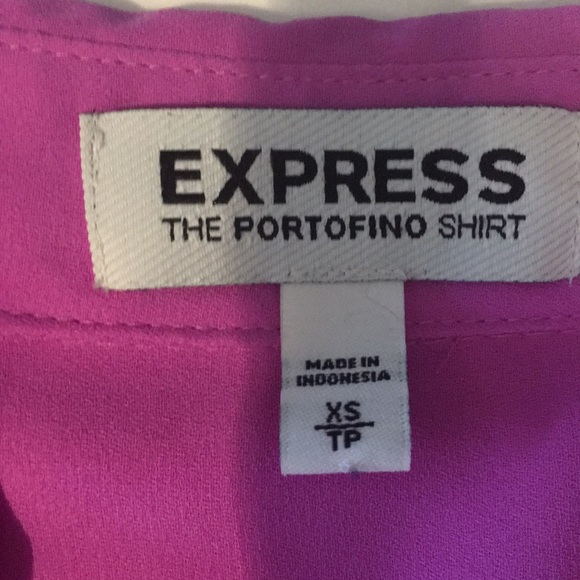 EXPRESS
THE PORTOFINO SHIRT
MADE IN
INDONESIA
XS
TP